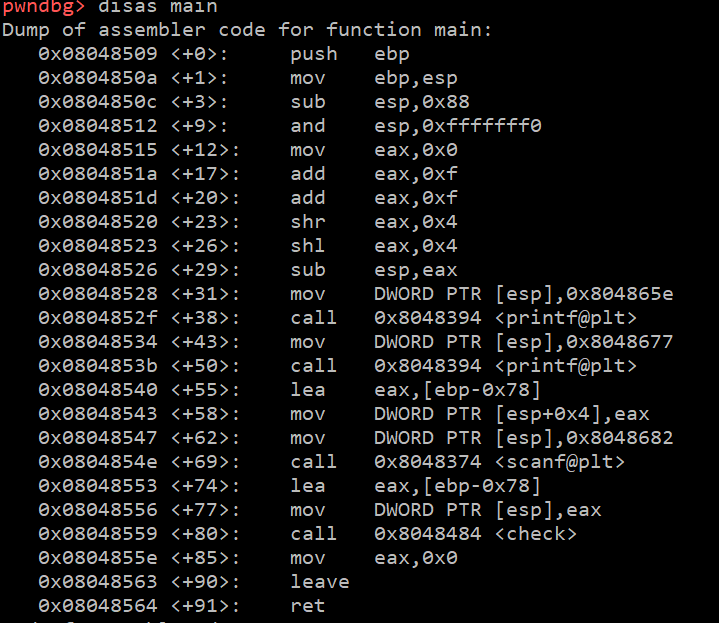 pwndbg> disas main
Dump of assembler code for function main:
   0x08048509 <+0>:     push   ebp
   0x0804850a <+1>:     mov    ebp,esp
   0x0804850c <+3>:     sub    esp,0x88
   0x08048512 <+9>:     and    esp,0xfffffff0
   0x08048515 <+12>:    mov    eax,0x0
   0x0804851a <+17>:    add    eax,0xf
   0x0804851d <+20>:    add    eax,0xf
   0x08048520 <+23>:    shr    eax,0x4
   0x08048523 <+26>:    shl    eax,0x4
   0x08048526 <+29>:    sub    esp,eax
   0x08048528 <+31>:    mov    DWORD PTR [esp],0x804865e
   0x0804852f <+38>:    call   0x8048394 <printf@plt>
   0x08048534 <+43>:    mov    DWORD PTR [esp],0x8048677
   0x0804853b <+50>:    call   0x8048394 <printf@plt>
   0x08048540 <+55>:    lea    eax,[ebp-0x78]
   0x08048543 <+58>:    mov    DWORD PTR [esp+0x4],eax
   0x08048547 <+62>:    mov    DWORD PTR [esp],0x8048682
   0x0804854e <+69>:    call   0x8048374 <scanf@plt>
   0x08048553 <+74>:    lea    eax,[ebp-0x78]
   0x08048556 <+77>:    mov    DWORD PTR [esp],eax
   0x08048559 <+80>:    call   0x8048484 <check>
   0x0804855e <+85>:    mov    eax,0x0
   0x08048563 <+90>:    leave
   0x08048564 <+91>:    ret